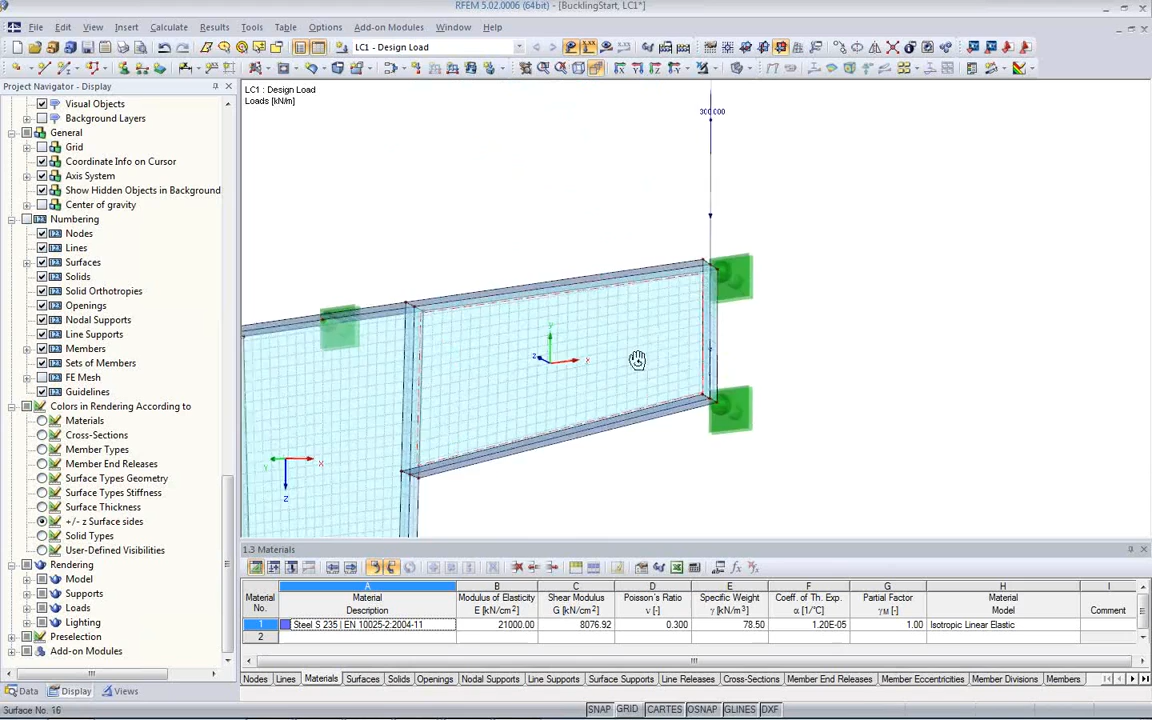 RFEM 5.02.0006 (64bit) - [BucklingStart, LC1*]
File Edit View Insert Calculate Results Tools Table Options Add-on Modules Window Help
LC1 - Design Load
Project Navigator - Display
Visual Objects
Background Layers
General
Grid
Coordinate Info on Cursor
Axis System
Show Hidden Objects in Background
Center of gravity
Numbering
Nodes
Lines
Surfaces
Solids
Solid Orthotropies
Openings
Nodal Supports
Line Supports
Members
Sets of Members
FE Mesh
Guidelines
Colors in Rendering According to
Materials
Cross-Sections
Member Types
Member End Releases
Surface Types Geometry
Surface Types Stiffness
Surface Thickness
+/- z Surface sides
Solid Types
User-Defined Visibilities
Rendering
Model
Supports
Loads
Lighting
Preselection
Add-on Modules
Data Display Views
LC1 : Design Load
Loads [kN/m]
300.000
y
z x
y x
z
1.3 Materials
A B C D E F G H I
Material Material Modulus of Elasticity Shear Modulus Poisson's Ratio Specific Weight Coeff. of Th. Exp. Partial Factor Material
No. Description E [kN/cm²] G [kN/cm²] ν [-] γ [kN/m³] α [1/°C] γM [-] Model Comment
1 Steel S 235 | EN 10025-2:2004-11 21000.00 8076.92 0.300 78.50 1.20E-05 1.00 Isotropic Linear Elastic
2
Nodes Lines Materials Surfaces Solids Openings Nodal Supports Line Supports Surface Supports Line Releases Cross-Sections Member End Releases Member Eccentricities Member Divisions Members
Surface No. 16
SNAP GRID CARTES OSNAP GLINES DXF